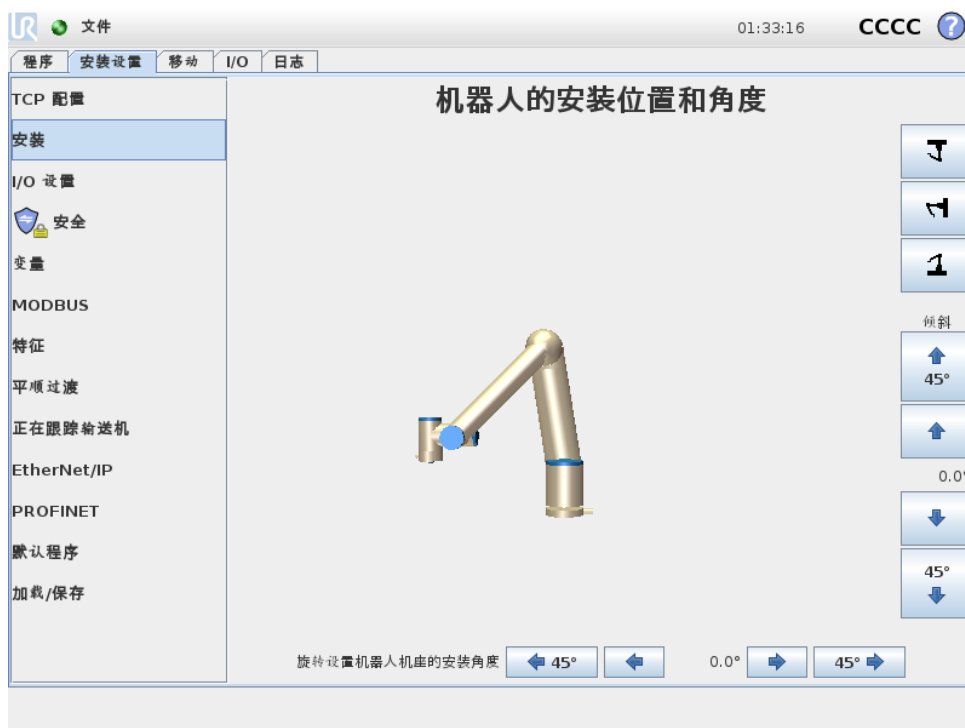 UR 文件 01:33:16 CCCC ?
程序 安装设置 移动 I/O 日志
TCP 配置
安装
I/O 设置
安全
变量
MODBUS
特征
平顺过渡
正在跟踪输送机
EtherNet/IP
PROFINET
默认程序
加载/保存
机器人的安装位置和角度
倾斜
45°
0.0°
45°
旋转设置机器人机座的安装角度 45° 0.0° 45°